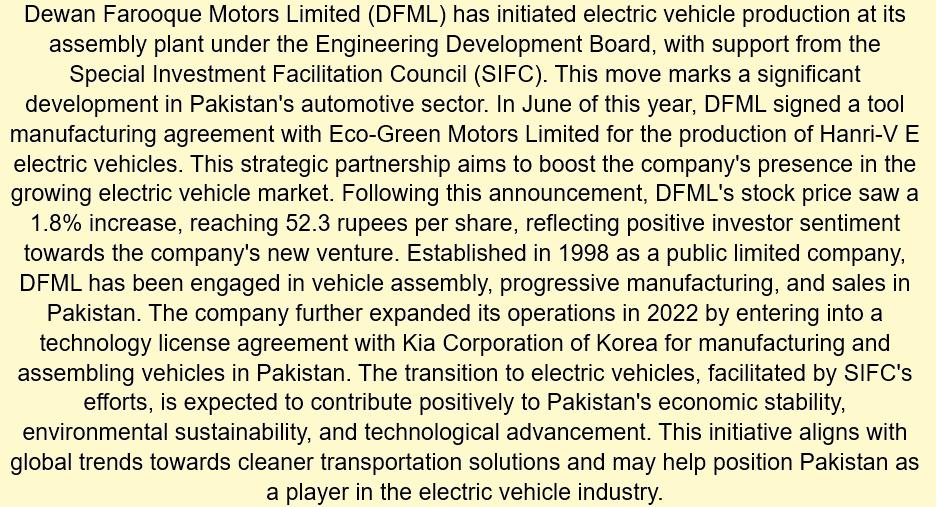 Dewan Farooque Motors Limited (DFML) has initiated electric vehicle production at its
assembly plant under the Engineering Development Board, with support from the
Special Investment Facilitation Council (SIFC). This move marks a significant
development in Pakistan's automotive sector. In June of this year, DFML signed a tool
manufacturing agreement with Eco-Green Motors Limited for the production of Hanri-V E
electric vehicles. This strategic partnership aims to boost the company's presence in the
growing electric vehicle market. Following this announcement, DFML's stock price saw a
1.8% increase, reaching 52.3 rupees per share, reflecting positive investor sentiment
towards the company's new venture. Established in 1998 as a public limited company,
DFML has been engaged in vehicle assembly, progressive manufacturing, and sales in
Pakistan. The company further expanded its operations in 2022 by entering into a
technology license agreement with Kia Corporation of Korea for manufacturing and
assembling vehicles in Pakistan. The transition to electric vehicles, facilitated by SIFC's
efforts, is expected to contribute positively to Pakistan's economic stability,
environmental sustainability, and technological advancement. This initiative aligns with
global trends towards cleaner transportation solutions and may help position Pakistan as
a player in the electric vehicle industry.